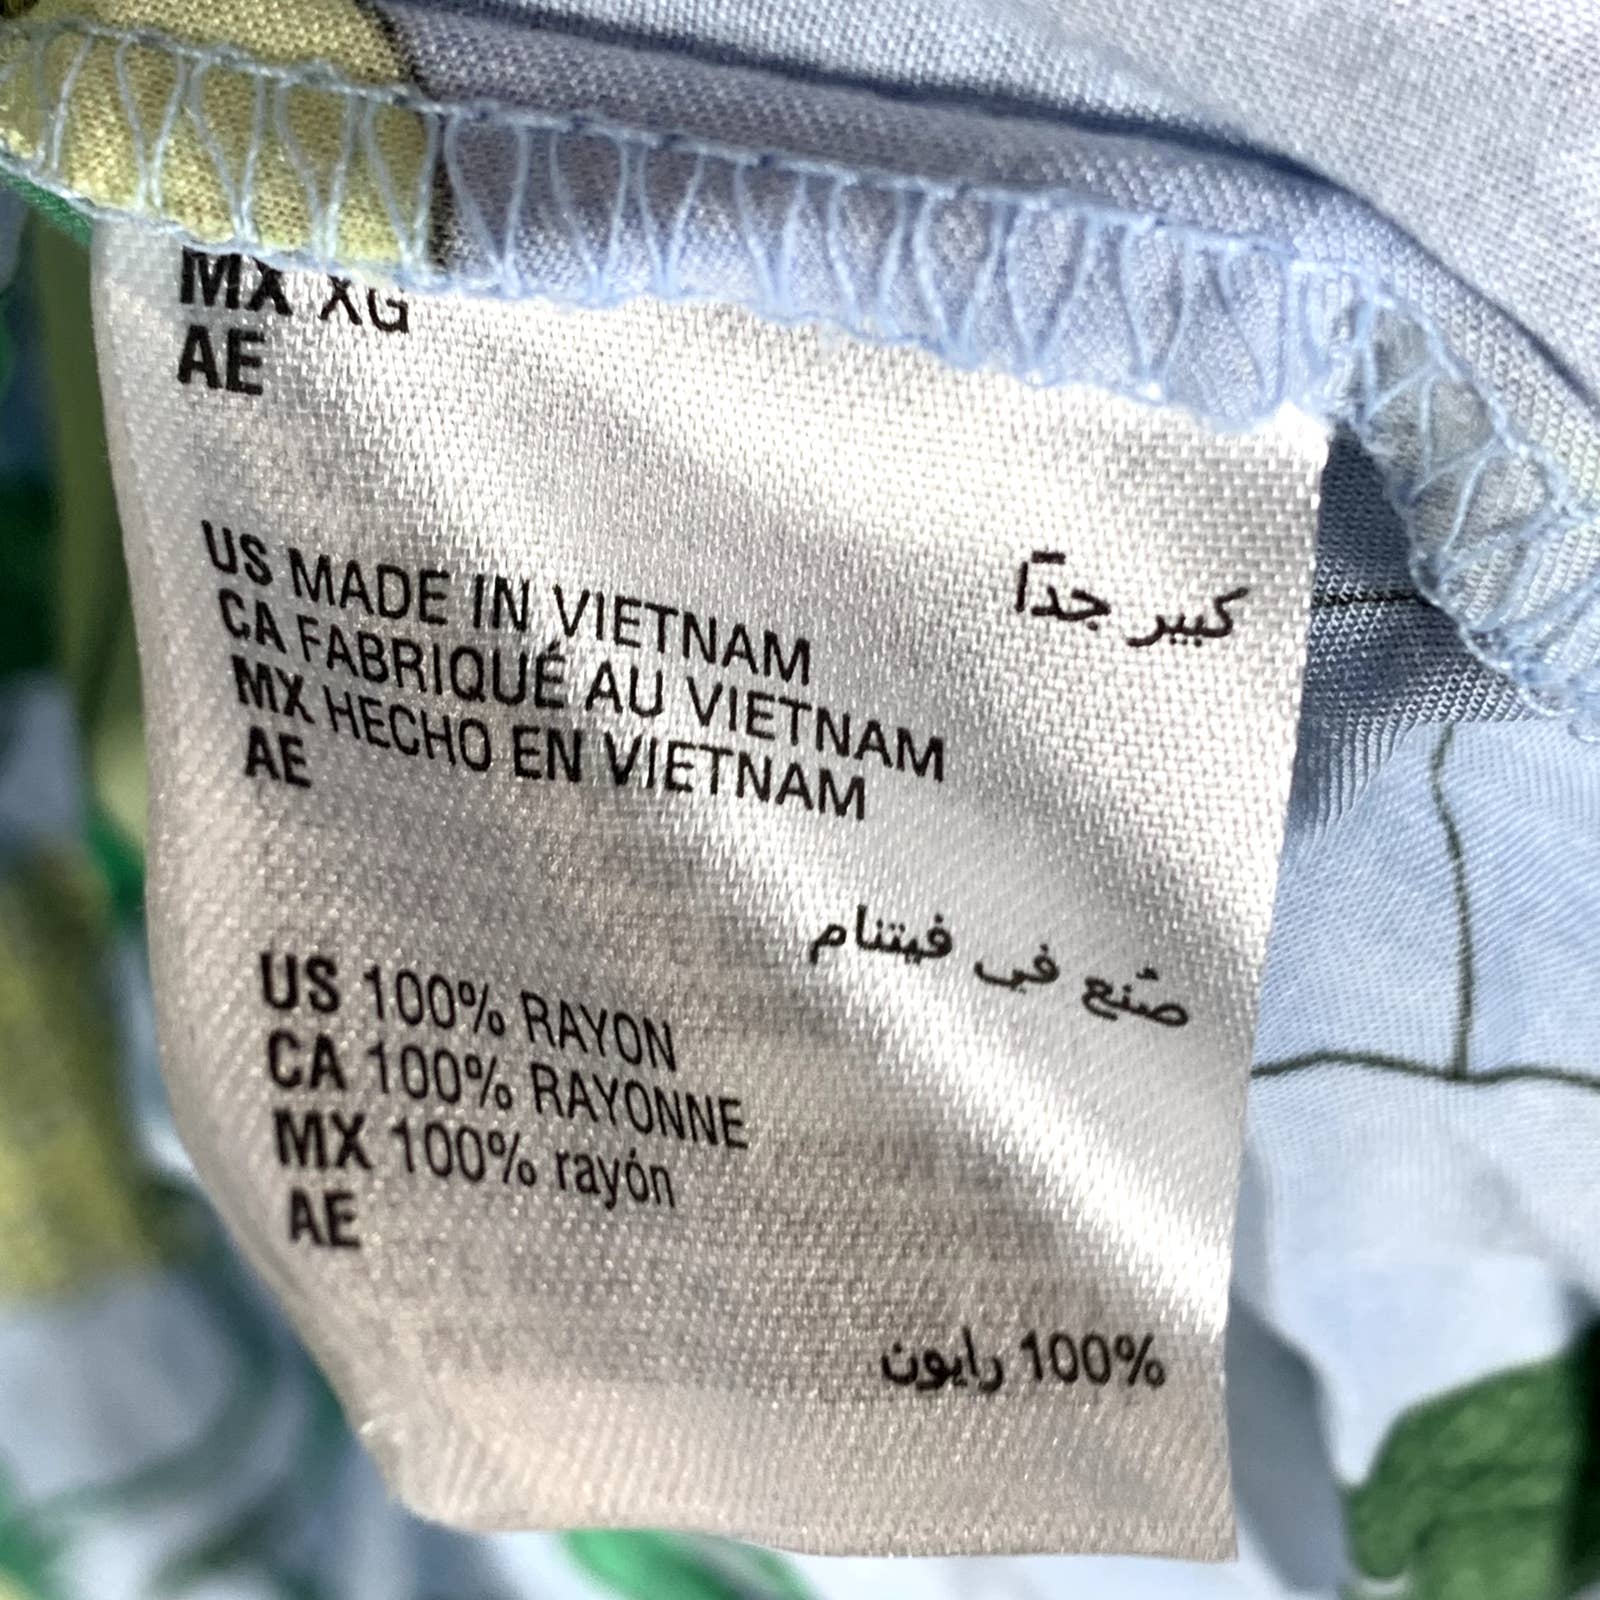 MX XG
AE
كبير جدًا
US MADE IN VIETNAM
CA FABRIQUÉ AU VIETNAM
MX HECHO EN VIETNAM
AE
صُنع في فيتنام
US 100% RAYON
CA 100% RAYONNE
MX 100% rayón
AE
100% رايون